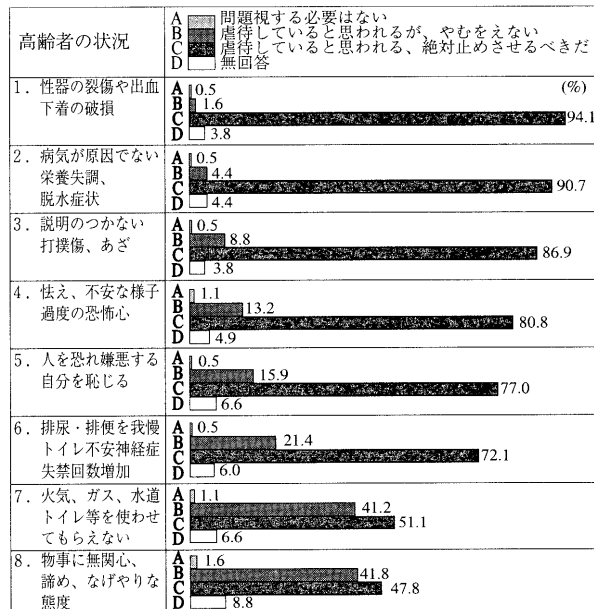 高齢者の状況
A 問題視する必要はない
B 虐待していると思われるが、やむをえない
C 虐待していると思われる、絶対止めさせるべきだ
D 無回答
(%)
1. 性器の裂傷や出血
下着の破損
A 0.5
B 1.6
C 94.1
D 3.8
2. 病気が原因でない
栄養失調、
脱水症状
A 0.5
B 4.4
C 90.7
D 4.4
3. 説明のつかない
打撲傷、あざ
A 0.5
B 8.8
C 86.9
D 3.8
4. 怯え、不安な様子
過度の恐怖心
A 1.1
B 13.2
C 80.8
D 4.9
5. 人を恐れ嫌悪する
自分を恥じる
A 0.5
B 15.9
C 77.0
D 6.6
6. 排尿・排便を我慢
トイレ不安神経症
失禁回数増加
A 0.5
B 21.4
C 72.1
D 6.0
7. 火気、ガス、水道
トイレ等を使わせ
てもらえない
A 1.1
B 41.2
C 51.1
D 6.6
8. 物事に無関心、
諦め、なげやりな
態度
A 1.6
B 41.8
C 47.8
D 8.8